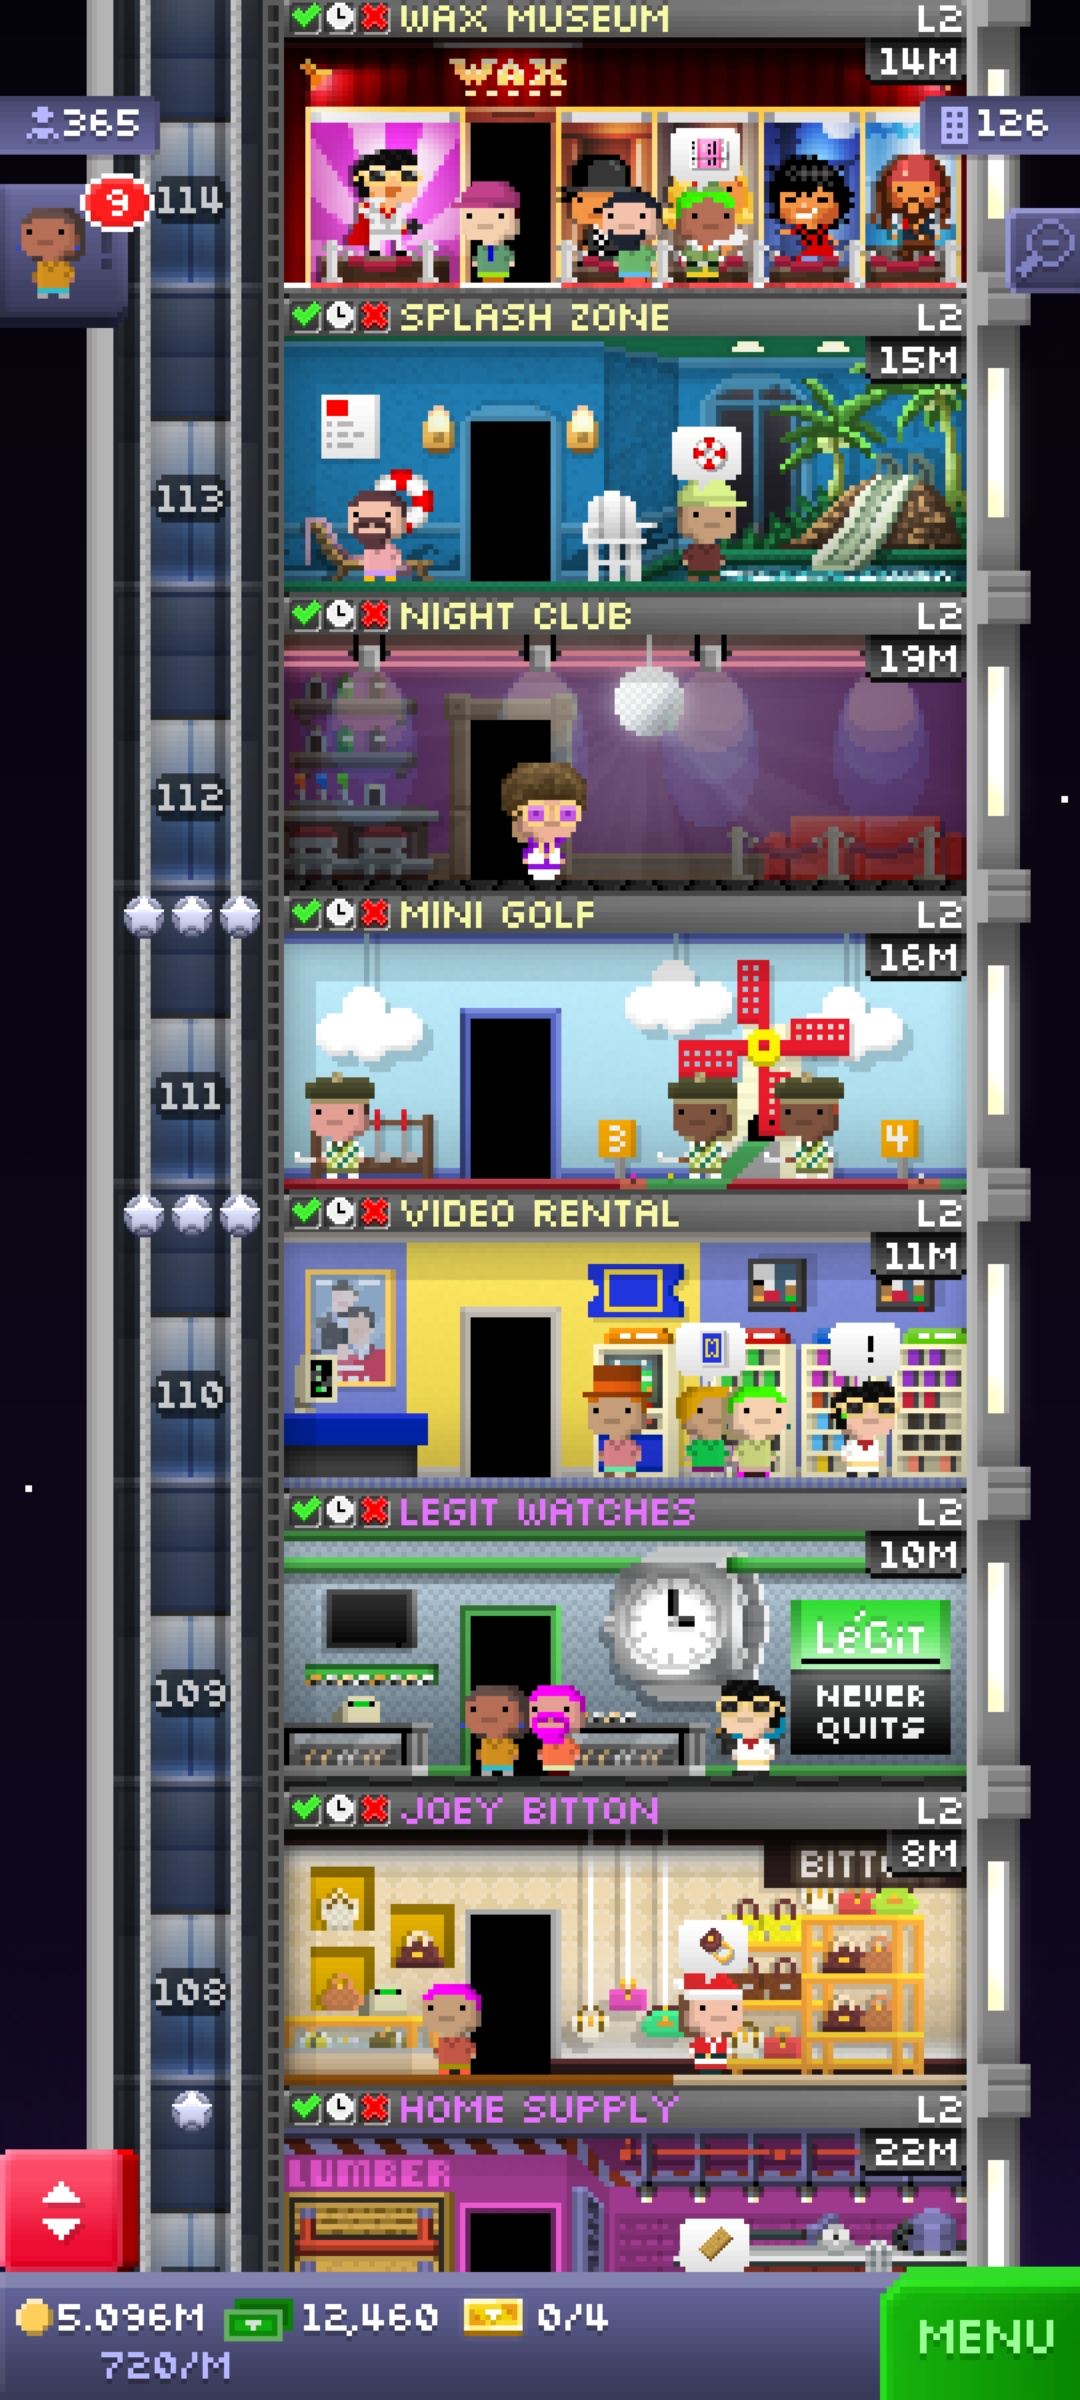 WAX MUSEUM L2
14M
WAX
365
126
9
114
SPLASH ZONE L2
15M
113
NIGHT CLUB L2
19M
112
MINI GOLF L2
16M
111
3
4
VIDEO RENTAL L2
11M
!
110
LEGIT WATCHES L2
10M
LéGiT
NEVER
QUITS
109
JOEY BITTON L2
8M
BITT
108
HOME SUPPLY L2
22M
LUMBER
5.096M 12,460 0/4
720/M
MENU